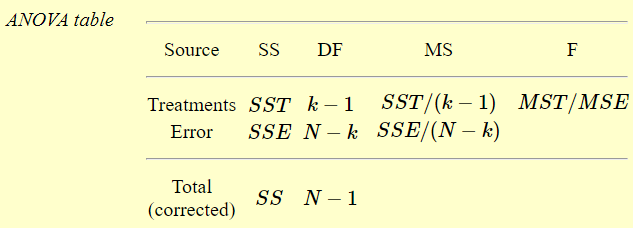 ANOVA table
Source SS DF MS F
Treatments SST k − 1 SST/(k − 1) MST/MSE
Error SSE N − k SSE/(N − k)
Total
(corrected) SS N − 1